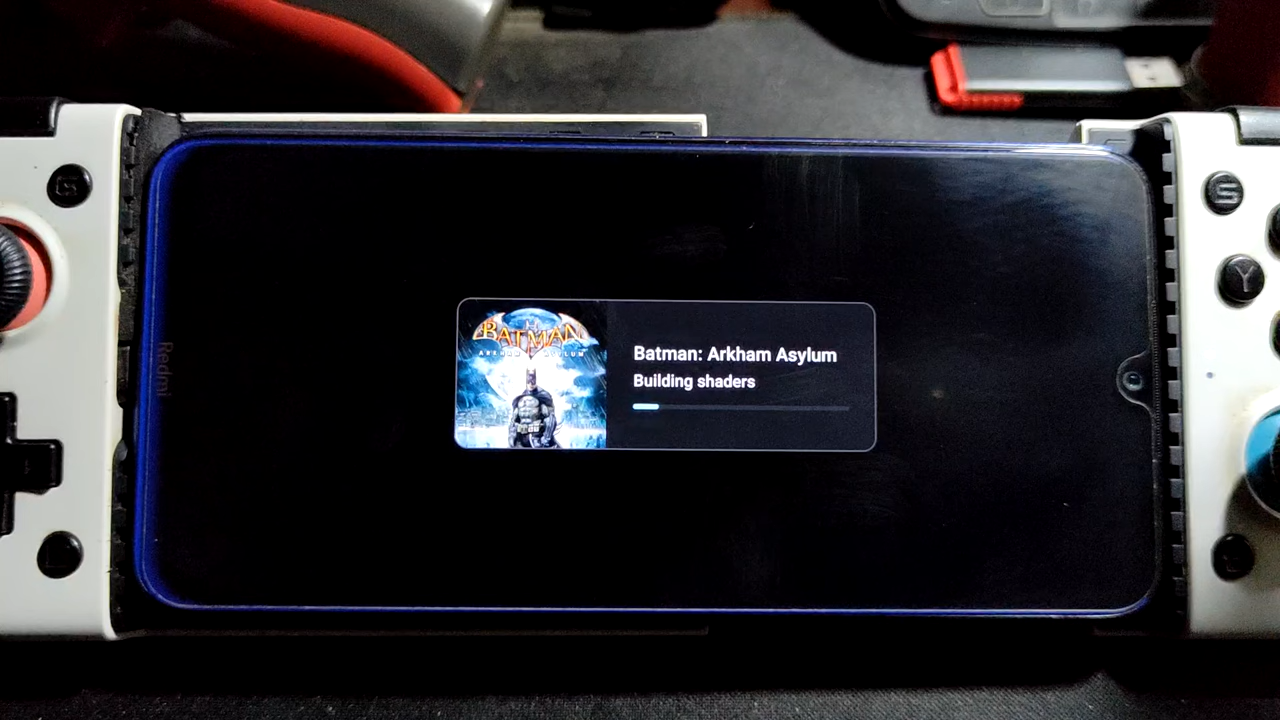 Redmi
BATMAN
ARKHAM ASYLUM
Batman: Arkham Asylum
Building shaders
S
Y